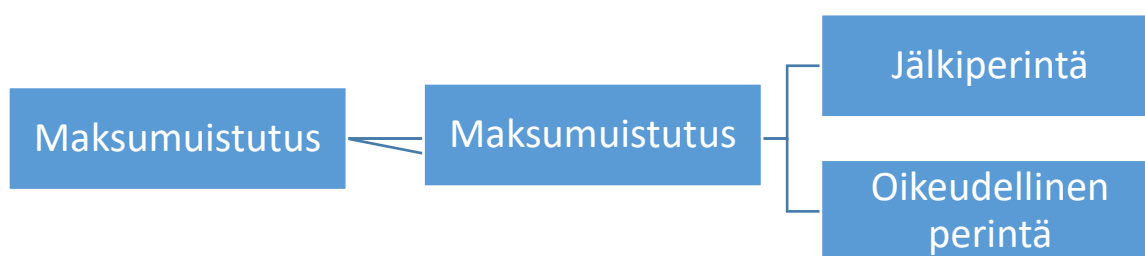 Maksumuistutus
Maksumuistutus
Jälkiperintä
Oikeudellinen
perintä